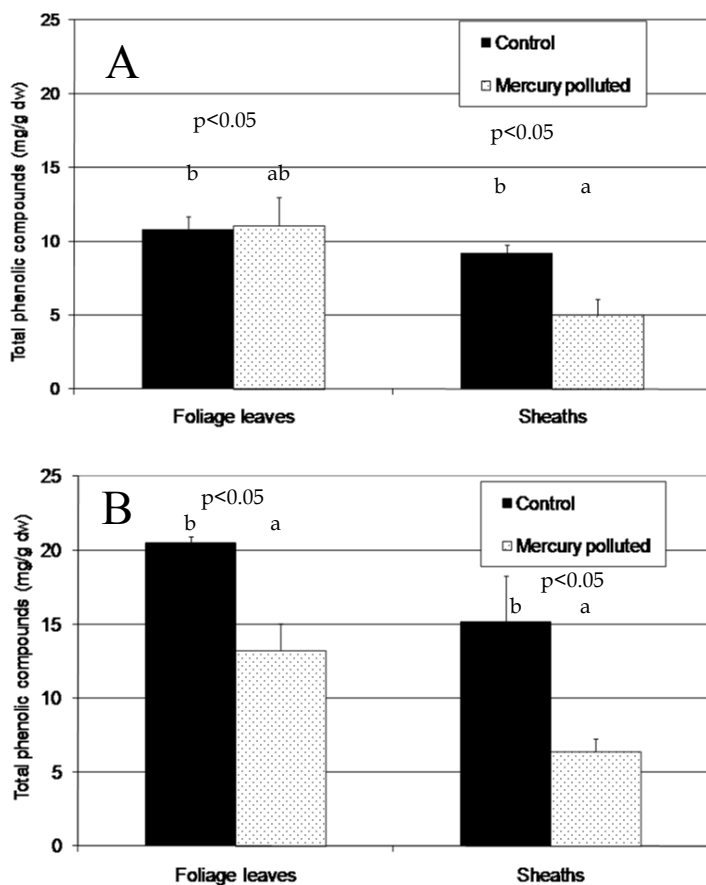 25
A
Control
Mercury polluted
20
p<0.05
p<0.05
15
b
ab
b
a
10
5
0
Total phenolic compounds (mg/g dw)
Foliage leaves
Sheaths
25
B
p<0.05
b
a
Control
Mercury polluted
20
p<0.05
b
a
15
10
5
0
Total phenolic compounds (mg/g dw)
Foliage leaves
Sheaths